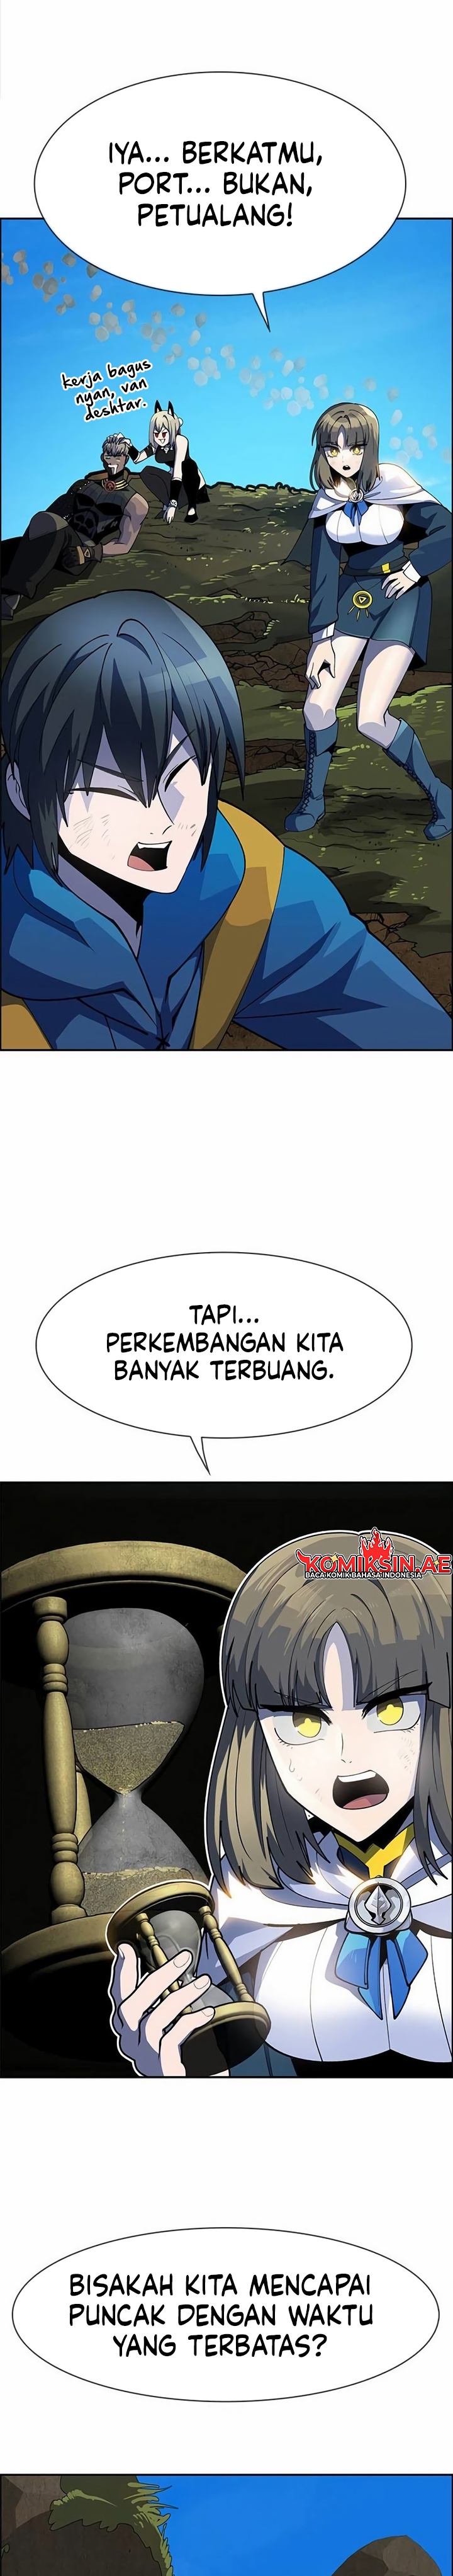 IYA... BERKATMU,
PORT... BUKAN,
PETUALANG!
kerja bagus
nyan, van
deshtar.
TAPI...
PERKEMBANGAN KITA
BANYAK TERBUANG.
KOMIKSIN.AE
BACA KOMIK BAHASA INDONESIA
BISAKAH KITA MENCAPAI
PUNCAK DENGAN WAKTU
YANG TERBATAS?